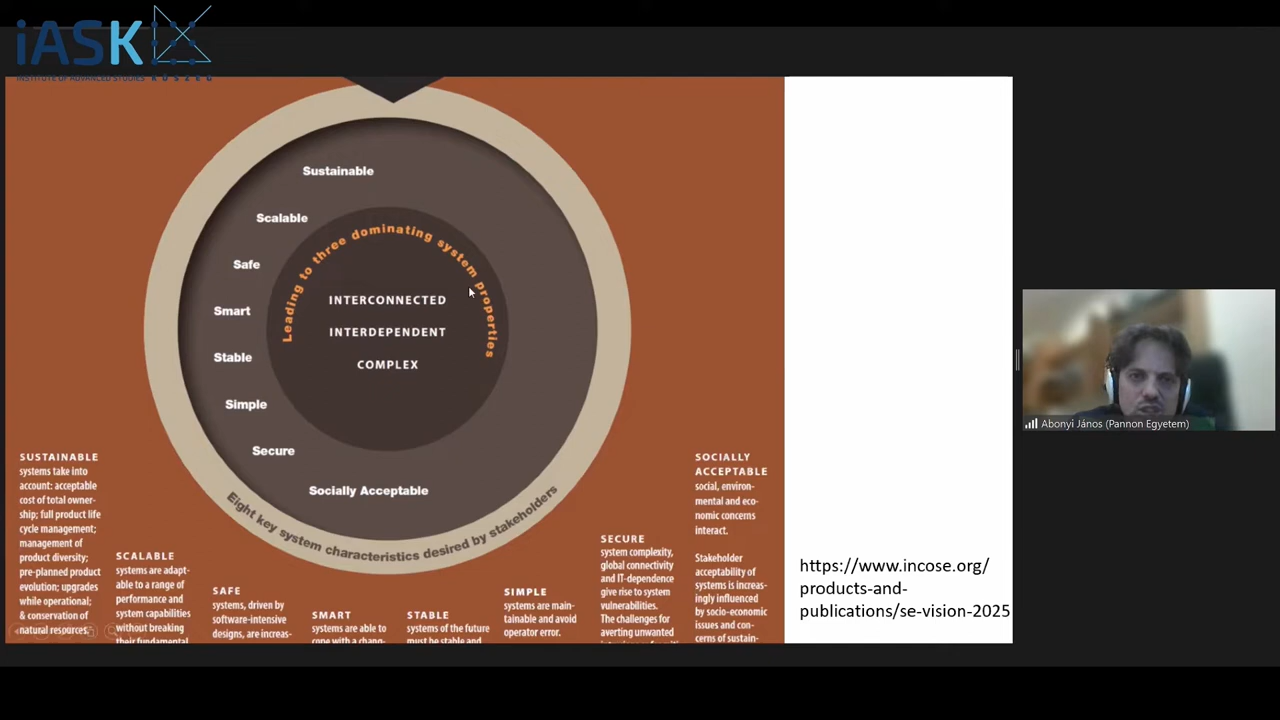 iASK
INSTITUTE OF ADVANCED STUDIES KŐSZEG
Sustainable
Scalable
Safe
Smart
Stable
Simple
Secure
Socially Acceptable
Leading to three dominating system properties
INTERCONNECTED
INTERDEPENDENT
COMPLEX
Eight key system characteristics desired by stakeholders
SUSTAINABLE
systems take into
account: acceptable
cost of total owner-
ship; full product life
cycle management;
management of
product diversity;
pre-planned product
evolution; upgrades
while operational;
& conservation of
natural resources.
SCALABLE
systems are adapt-
able to a range of
performance and
system capabilities
without breaking
their fundamental
SAFE
systems, driven by
software-intensive
designs, are increas-
SMART
systems are able to
cope with a chang-
STABLE
systems of the future
must be stable and
SIMPLE
systems are main-
tainable and avoid
operator error.
SECURE
system complexity,
global connectivity
and IT-dependence
give rise to system
vulnerabilities.
The challenges for
averting unwanted
SOCIALLY
ACCEPTABLE
social, environ-
mental and eco-
nomic concerns
interact.
Stakeholder
acceptability of
systems is increas-
ingly influenced
by socio-economic
issues and con-
cerns of sustain-
https://www.incose.org/
products-and-
publications/se-vision-2025
Abonyi János (Pannon Egyetem)